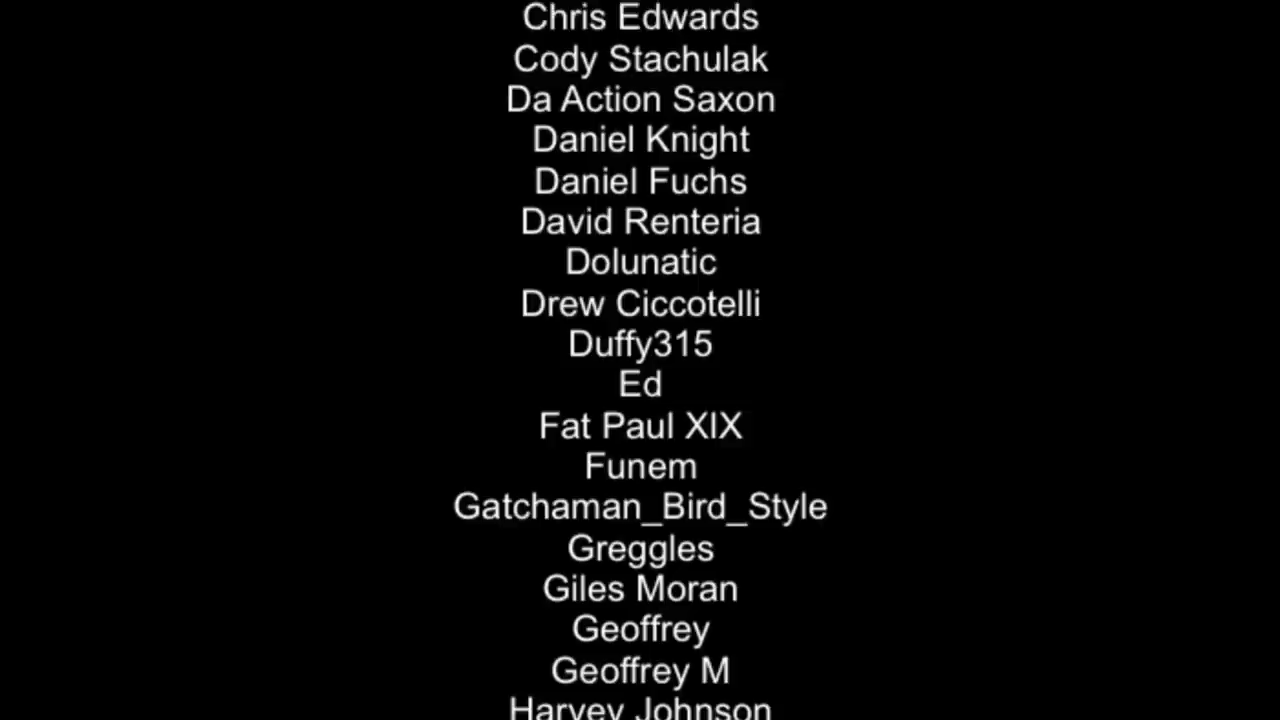 Chris Edwards
Cody Stachulak
Da Action Saxon
Daniel Knight
Daniel Fuchs
David Renteria
Dolunatic
Drew Ciccotelli
Duffy315
Ed
Fat Paul XIX
Funem
Gatchaman_Bird_Style
Greggles
Giles Moran
Geoffrey
Geoffrey M
Harvey Johnson